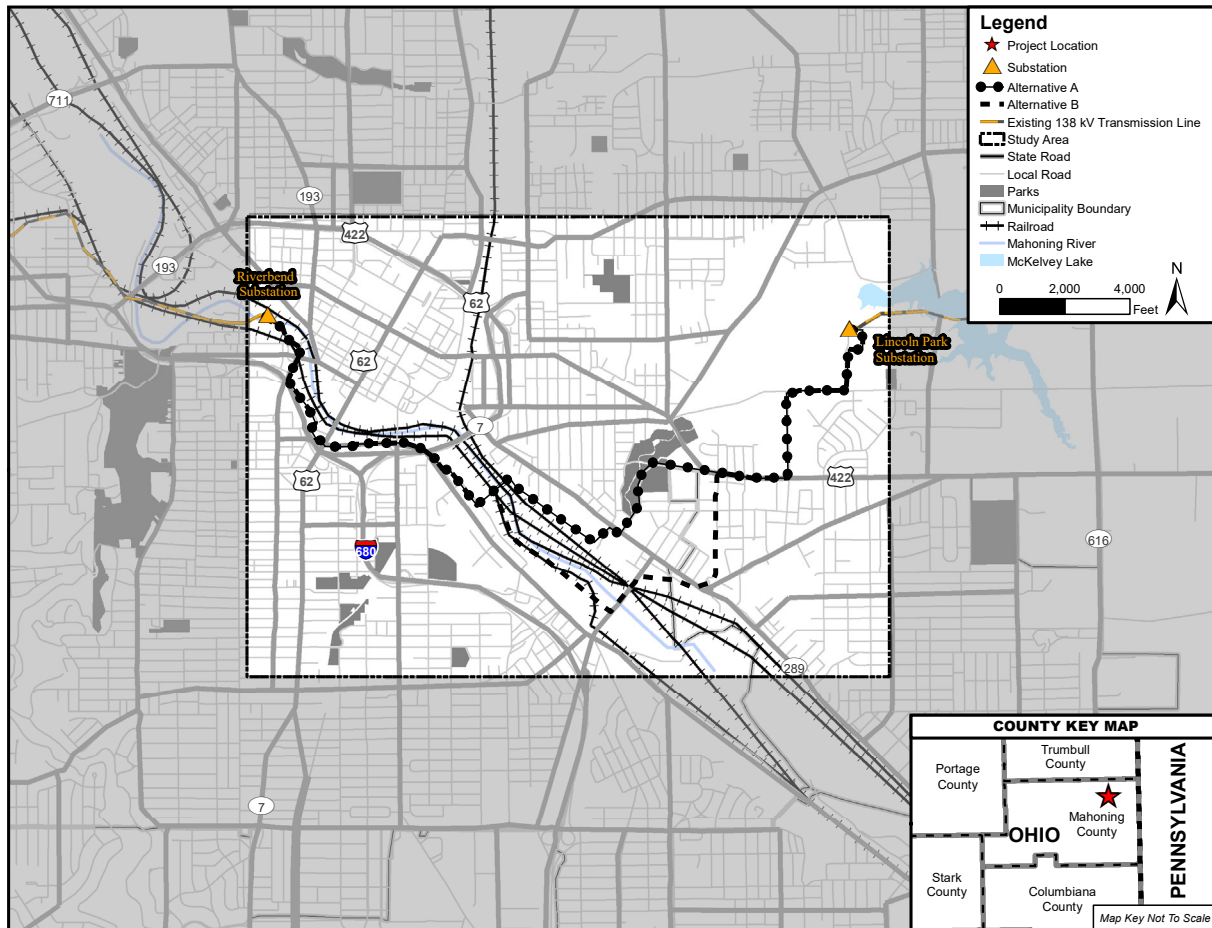 Legend
Project Location
Substation
Alternative A
Alternative B
Existing 138 kV Transmission Line
Study Area
State Road
Local Road
Parks
Municipality Boundary
Railroad
Mahoning River
McKelvey Lake
N
0 2,000 4,000
Feet
711
193
193
422
Riverbend
Substation
62
62
Lincoln Park
Substation
7
62
422
680
616
289
7
COUNTY KEY MAP
Portage
County
Trumbull
County
Mahoning
County
OHIO
PENNSYLVANIA
Stark
County
Columbiana
County
Map Key Not To Scale